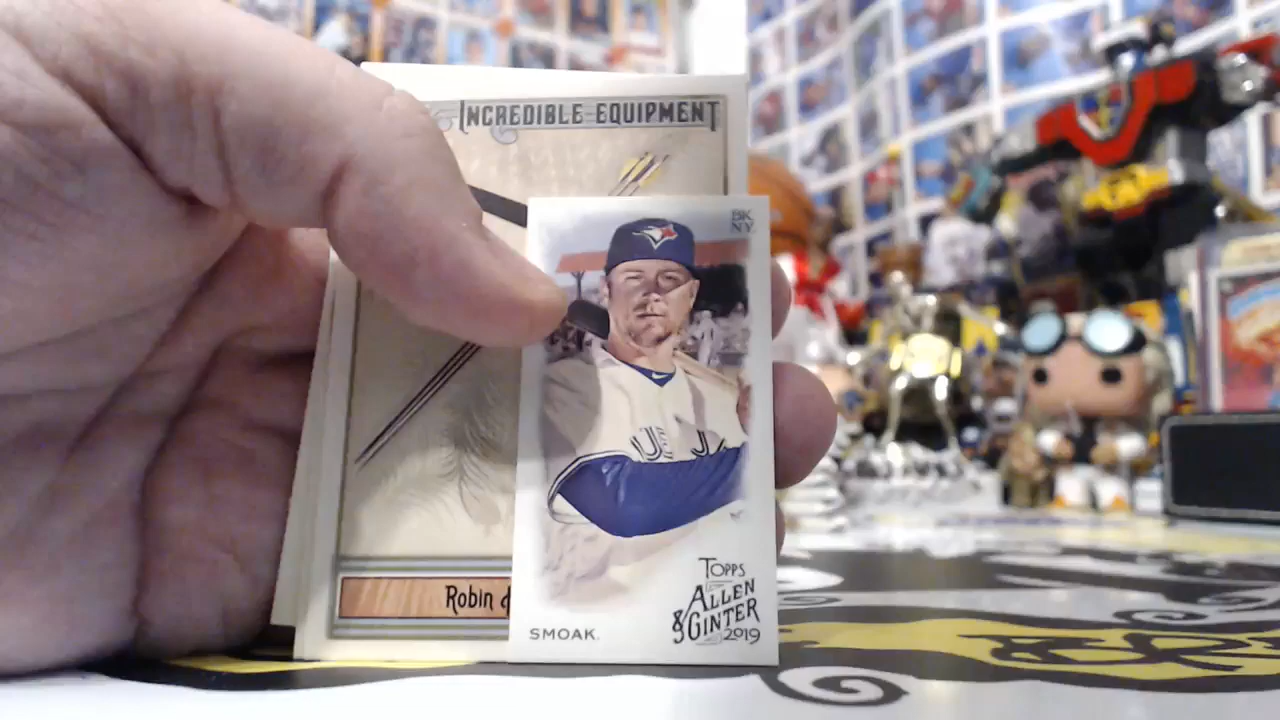 INCREDIBLE EQUIPMENT
BK
NY
Robin
TOPPS
ALLEN
& GINTER
2019
SMOAK.